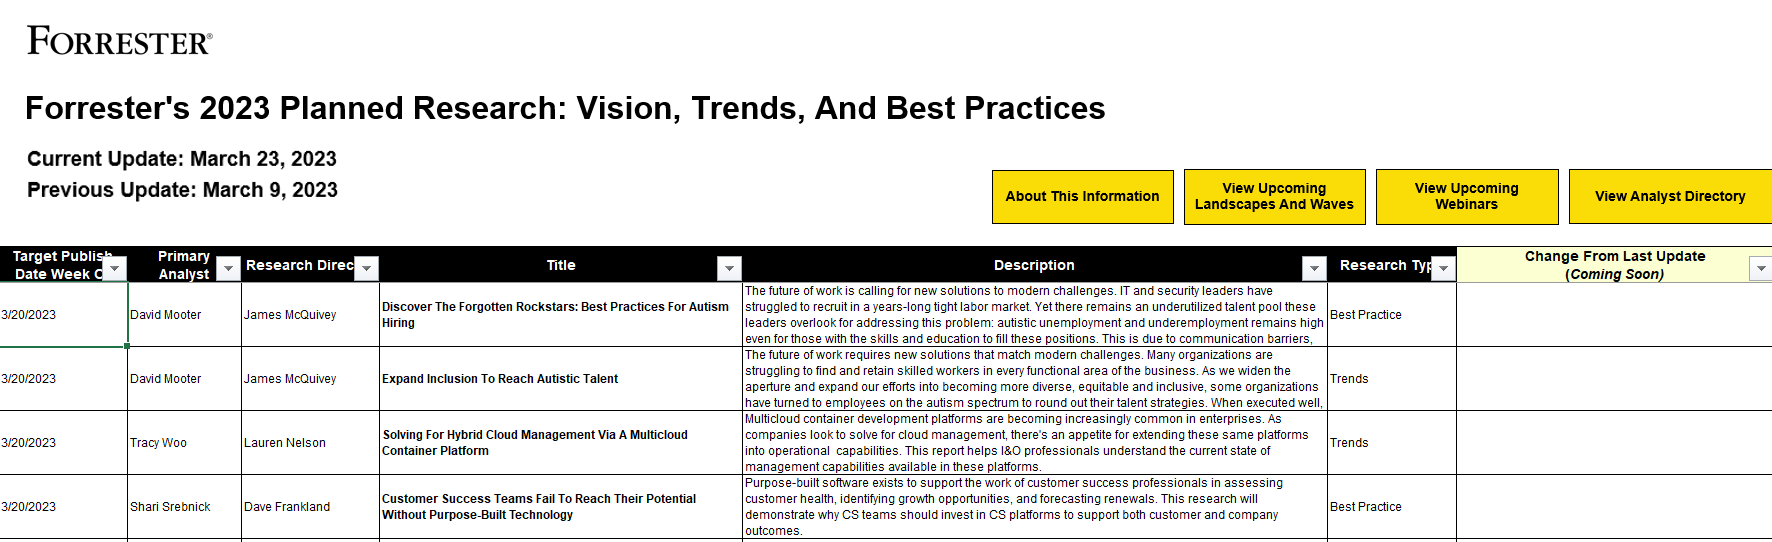 FORRESTER®
Forrester's 2023 Planned Research: Vision, Trends, And Best Practices
Current Update: March 23, 2023
Previous Update: March 9, 2023
About This Information
View Upcoming
Landscapes And Waves
View Upcoming
Webinars
View Analyst Directory
Target Publish
Date Week O
Primary
Analyst
Research Direc
Title
Description
Research Typ
Change From Last Update
(Coming Soon)
3/20/2023
David Mooter
James McQuivey
Discover The Forgotten Rockstars: Best Practices For Autism
Hiring
The future of work is calling for new solutions to modern challenges. IT and security leaders have
struggled to recruit in a years-long tight labor market. Yet there remains an underutilized talent pool these
leaders overlook for addressing this problem: autistic unemployment and underemployment remains high
even for those with the skills and education to fill these positions. This is due to communication barriers,
Best Practice
3/20/2023
David Mooter
James McQuivey
Expand Inclusion To Reach Autistic Talent
The future of work requires new solutions that match modern challenges. Many organizations are
struggling to find and retain skilled workers in every functional area of the business. As we widen the
aperture and expand our efforts into becoming more diverse, equitable and inclusive, some organizations
have turned to employees on the autism spectrum to round out their talent strategies. When executed well,
Trends
3/20/2023
Tracy Woo
Lauren Nelson
Solving For Hybrid Cloud Management Via A Multicloud
Container Platform
Multicloud container development platforms are becoming increasingly common in enterprises. As
companies look to solve for cloud management, there's an appetite for extending these same platforms
into operational capabilities. This report helps I&O professionals understand the current state of
management capabilities available in these platforms.
Trends
3/20/2023
Shari Srebnick
Dave Frankland
Customer Success Teams Fail To Reach Their Potential
Without Purpose-Built Technology
Purpose-built software exists to support the work of customer success professionals in assessing
customer health, identifying growth opportunities, and forecasting renewals. This research will
demonstrate why CS teams should invest in CS platforms to support both customer and company
outcomes.
Best Practice